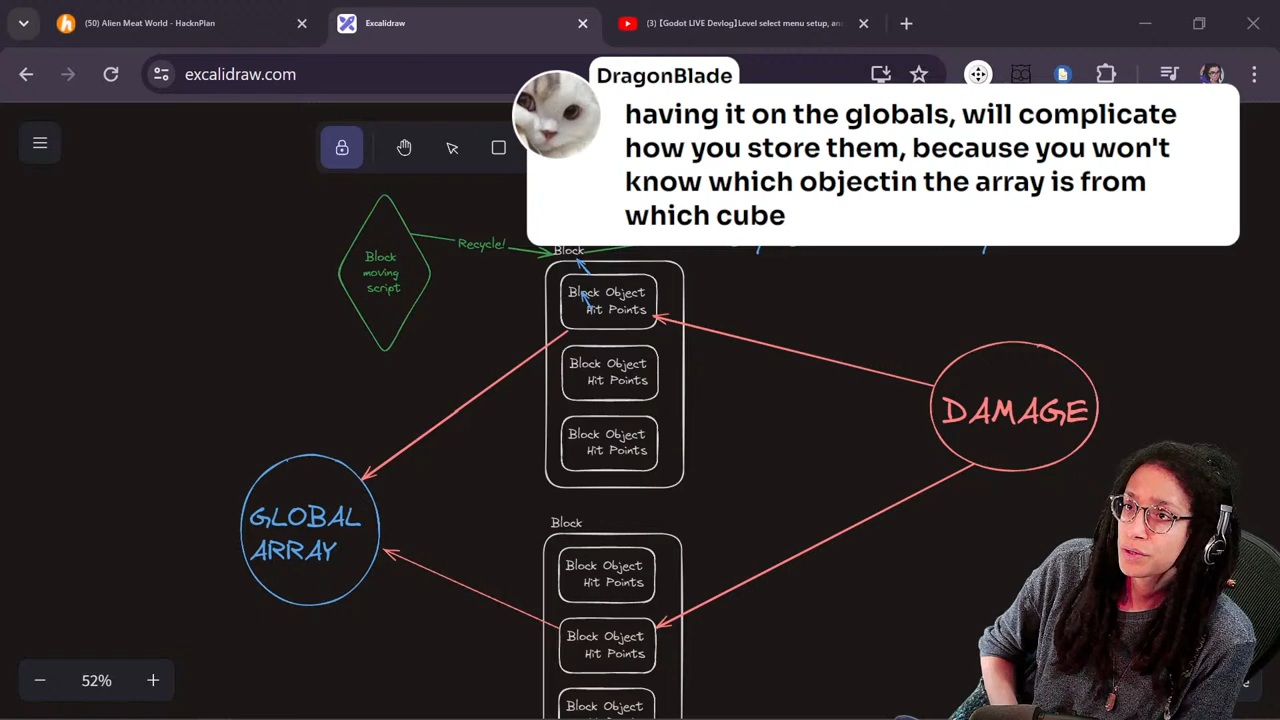 (50) Alien Meat World - HacknPlan
Excalidraw
(3) 【Godot LIVE Devlog】Level select menu setup, an
excalidraw.com
DragonBlade
having it on the globals, will complicate
how you store them, because you won't
know which objectin the array is from
which cube
Recycle!
Block
Block
moving
script
Block Object
Hit Points
Block Object
Hit Points
Block Object
Hit Points
DAMAGE
GLOBAL
ARRAY
Block
Block Object
Hit Points
Block Object
Hit Points
Block Object
52%